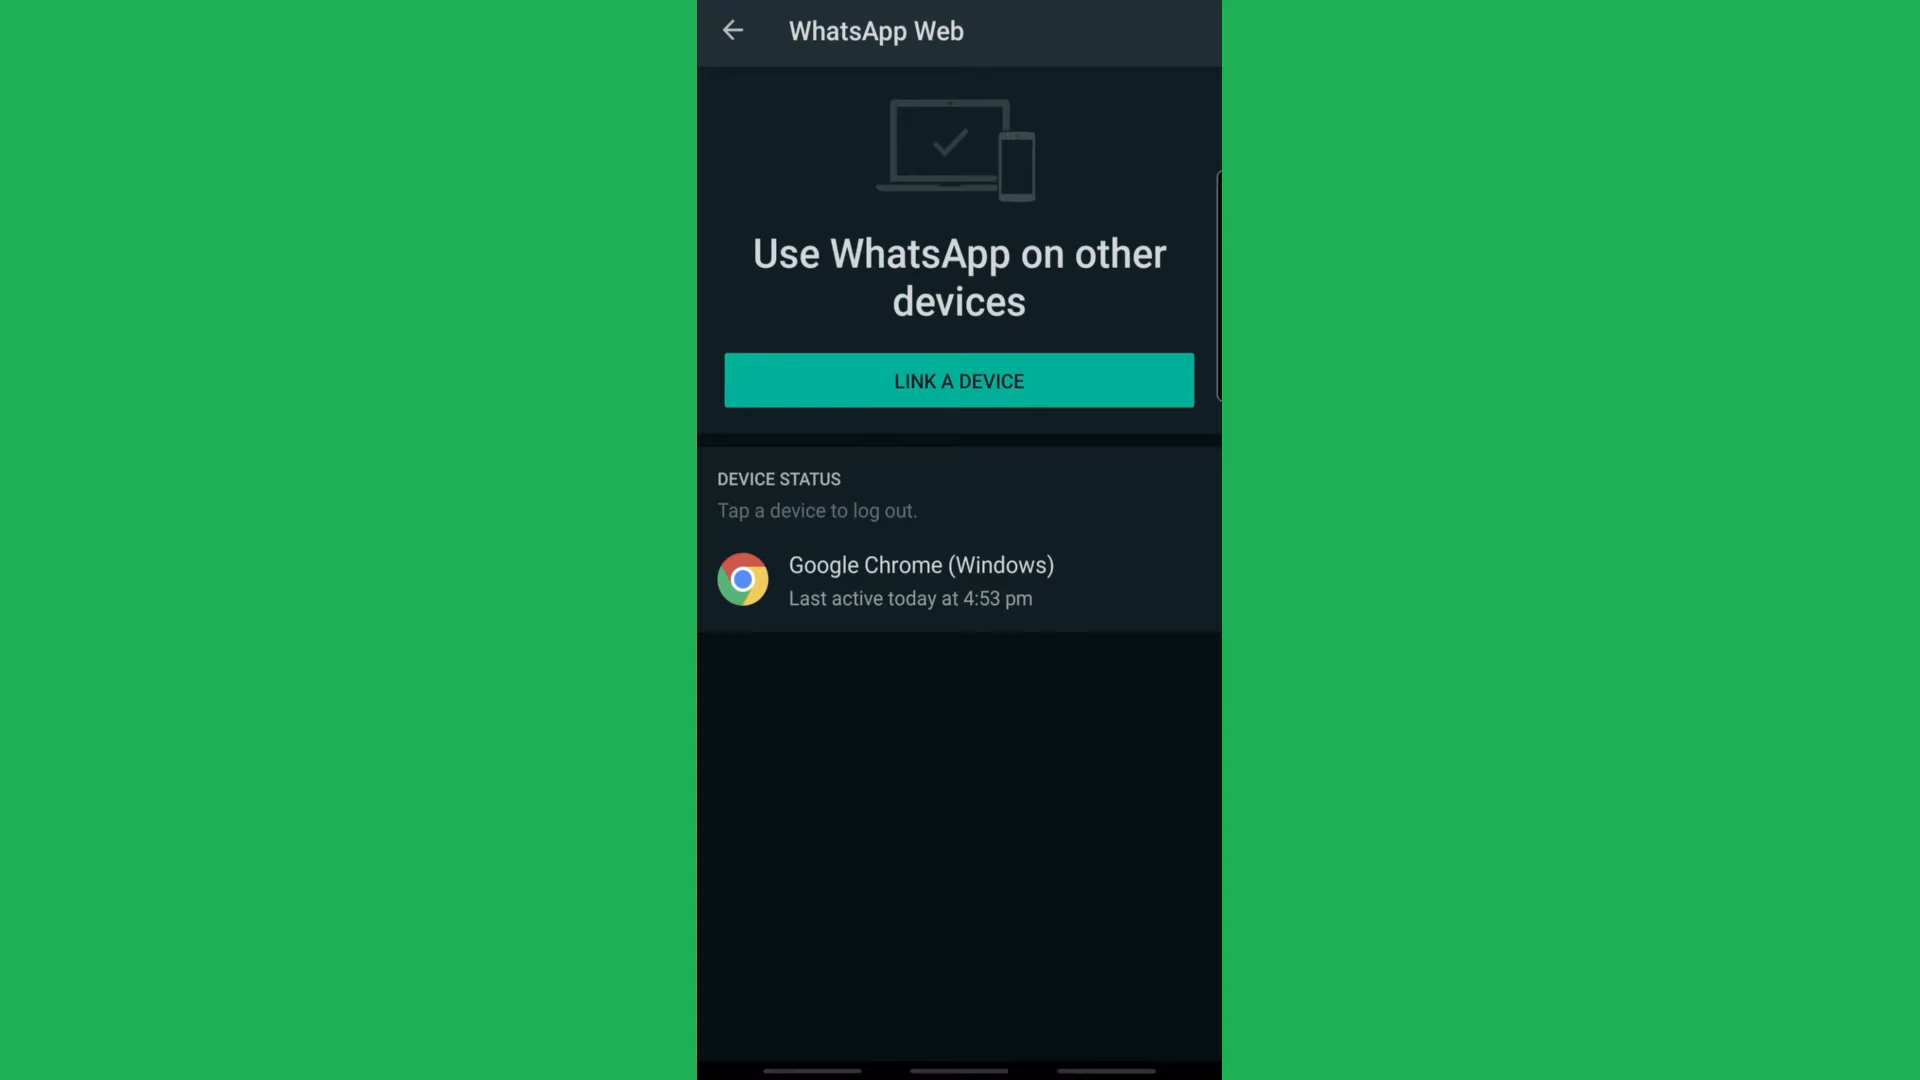 WhatsApp Web
Use WhatsApp on other
devices
LINK A DEVICE
DEVICE STATUS
Tap a device to log out.
Google Chrome (Windows)
Last active today at 4:53 pm